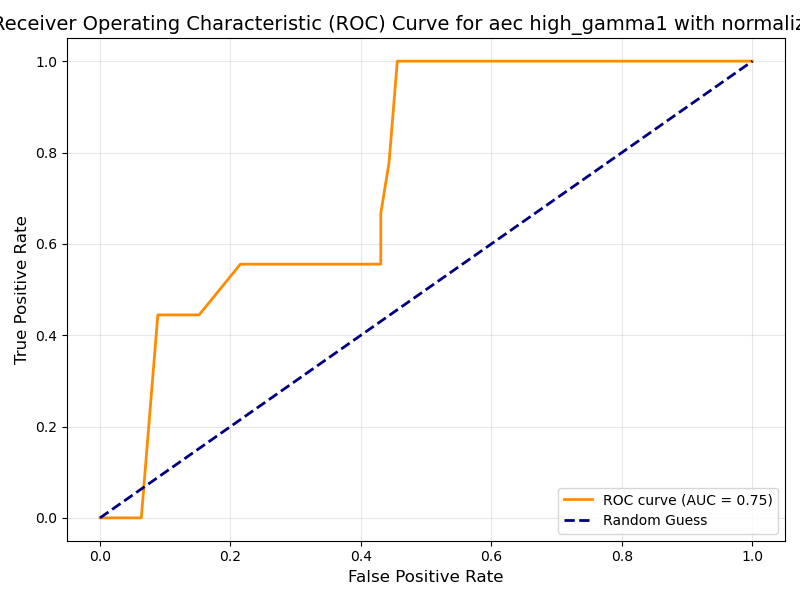 Receiver Operating Characteristic (ROC) Curve for aec high_gamma1 with
1.0
0.8
0.6
0.4
0.2
0.0
True Positive Rate
0.0 0.2 0.4 0.6 0.8 1.0
False Positive Rate
ROC curve (AUC = 0.75)
Random Guess